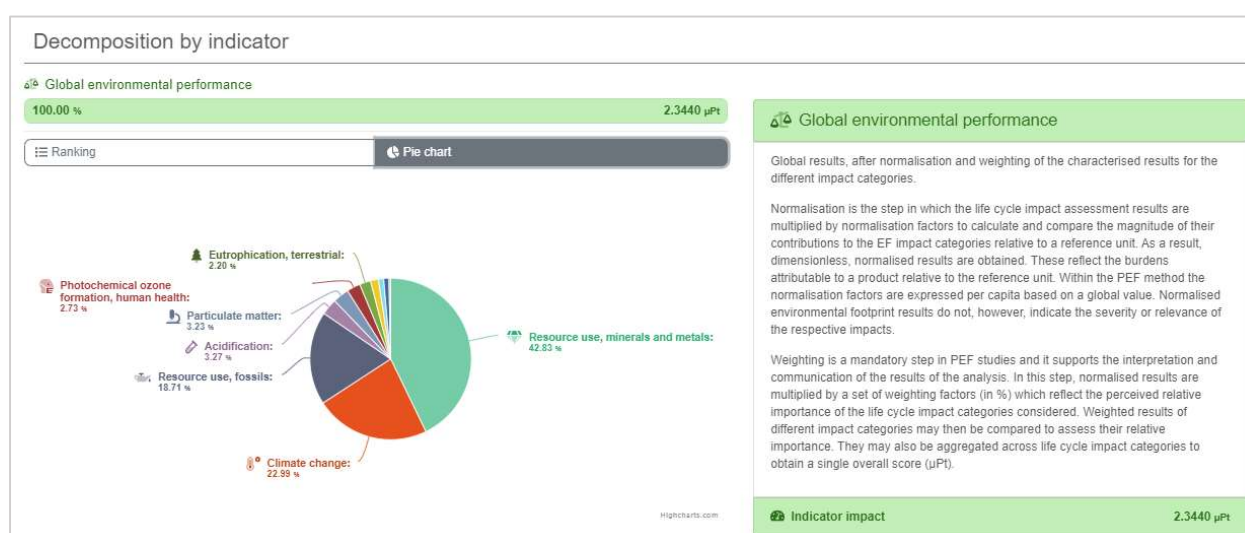 Decomposition by indicator
Global environmental performance
100.00 %
2.3440 µPt
Ranking
Pie chart
Eutrophication, terrestrial:
2.20 %
Photochemical ozone
formation, human health:
2.73 %
Particulate matter:
3.23 %
Acidification:
3.27 %
Resource use, fossils:
18.71 %
Climate change:
22.99 %
Resource use, minerals and metals:
42.83 %
Highcharts.com
Global environmental performance
Global results, after normalisation and weighting of the characterised results for the
different impact categories.
Normalisation is the step in which the life cycle impact assessment results are
multiplied by normalisation factors to calculate and compare the magnitude of their
contributions to the EF impact categories relative to a reference unit. As a result,
dimensionless, normalised results are obtained. These reflect the burdens
attributable to a product relative to the reference unit. Within the PEF method the
normalisation factors are expressed per capita based on a global value. Normalised
environmental footprint results do not, however, indicate the severity or relevance of
the respective impacts.
Weighting is a mandatory step in PEF studies and it supports the interpretation and
communication of the results of the analysis. In this step, normalised results are
multiplied by a set of weighting factors (in %) which reflect the perceived relative
importance of the life cycle impact categories considered. Weighted results of
different impact categories may then be compared to assess their relative
importance. They may also be aggregated across life cycle impact categories to
obtain a single overall score (µPt).
Indicator impact
2.3440 µPt